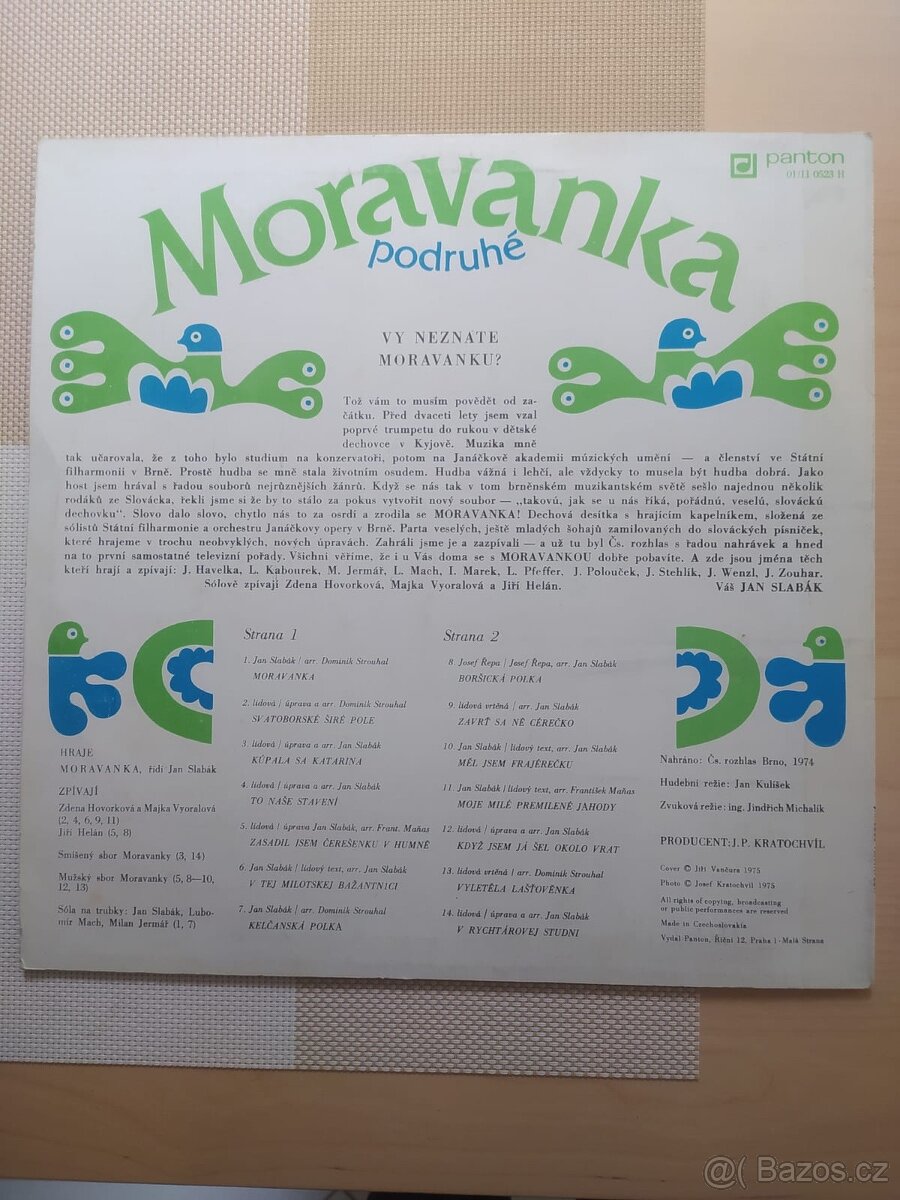 panton
01/11 0523 H
Moravanka
podruhé
VY NEZNÁTE
MORAVANKU?
Tož vám to musím povědět od za-
čátku. Před dvaceti lety jsem vzal
poprvé trumpetu do rukou v dětské
dechovce v Kyjově. Muzika mně
tak učarovala, že z toho bylo studium na konzervatoři, potom na Janáčkově akademii múzických umění — a členství ve Státní
filharmonii v Brně. Prostě hudba se mně stala životním osudem. Hudba vážná i lehčí, ale vždycky to musela být hudba dobrá. Jako
host jsem hrával s řadou souborů nejrůznějších žánrů. Když se nás tak v tom brněnském muzikantském světě sešlo najednou několik
rodáků ze Slovácka, řekli jsme si že by to stálo za pokus vytvořit nový soubor — „takovú, jak se u nás říká, pořádnú, veselú, slováckú
dechovku“. Slovo dalo slovo, chytlo nás to za osrdí a zrodila se MORAVANKA! Dechová desítka s hrajícím kapelníkem, složená ze
sólistů Státní filharmonie a orchestru Janáčkovy opery v Brně. Parta veselých, ještě mladých šohajů zamilovaných do slováckých písniček,
které hrajeme v trochu neobvyklých, nových úpravách. Zahráli jsme je a zazpívali — a už tu byl Čs. rozhlas s řadou nahrávek a hned
na to první samostatné televizní pořady. Všichni věříme, že i u Vás doma se s MORAVANKOU dobře pobavíte. A zde jsou jména těch
kteří hrají a zpívají: J. Havelka, L. Kabourek, M. Jermář, L. Mach, I. Marek, L. Pfeffer, J. Polouček, J. Stehlík, J. Wenzl, J. Zouhar.
Sólově zpívají Zdena Hovorková, Majka Vyoralová a Jiří Helán. Váš JAN SLABÁK
Strana 1
1. Jan Slabák / arr. Dominik Strouhal
MORAVANKA
2. lidová / úprava a arr. Dominik Strouhal
SVATOBORSKÉ ŠIRÉ POLE
3. lidová / úprava a arr. Jan Slabák
KÚPALA SA KATARINA
4. lidová / úprava a arr. Jan Slabák
TO NAŠE STAVENÍ
5. lidová / úprava Jan Slabák, arr. Frant. Maňas
ZASADIL JSEM ČEREŠENKU V HUMNĚ
6. Jan Slabák / lidový text, arr. Jan Slabák
V TEJ MILOTSKEJ BAŽANTNICI
7. Jan Slabák / arr. Dominik Strouhal
KELČANSKÁ POLKA
Strana 2
8. Josef Řepa / Josef Řepa, arr. Jan Slabák
BORŠICKÁ POLKA
9. lidová vrtěná / arr. Jan Slabák
ZAVRŤ SA NĚ CÉREČKO
10. Jan Slabák / lidový text, arr. Jan Slabák
MĚL JSEM FRAJÉREČKU
11. Jan Slabák / lidový text, arr. František Maňas
MOJE MILÉ PREMILENÉ JAHODY
12. lidová / úprava a arr. Jan Slabák
KDYŽ JSEM JÁ ŠEL OKOLO VRAT
13. lidová vrtěná / arr. Dominik Strouhal
VYLETĚLA LAŠŤOVĚNKA
14. lidová / úprava a arr. Jan Slabák
V RYCHTÁROVEJ STUDNI
HRAJE
MORAVANKA, řídí Jan Slabák
ZPÍVAJÍ
Zdena Hovorková a Majka Vyoralová
(2, 4, 6, 9, 11)
Jiří Helán (5, 8)
Smíšený sbor Moravanky (3, 14)
Mužský sbor Moravanky (5, 8—10,
12, 13)
Sóla na trubky: Jan Slabák, Lubo-
mír Mach, Milan Jermář (1, 7)
Nahráno: Čs. rozhlas Brno, 1974
Hudební režie: Jan Kulíšek
Zvuková režie: ing. Jindřich Michalík
PRODUCENT: J. P. KRATOCHVÍL
Cover © Jiří Vančura 1975
Photo © Josef Kratochvíl 1975
All rights of copying, broadcasting
or public performances are reserved
Made in Czechoslovakia
Vydal Panton, Říční 12, Praha 1 - Malá Strana
@( Bazos.cz